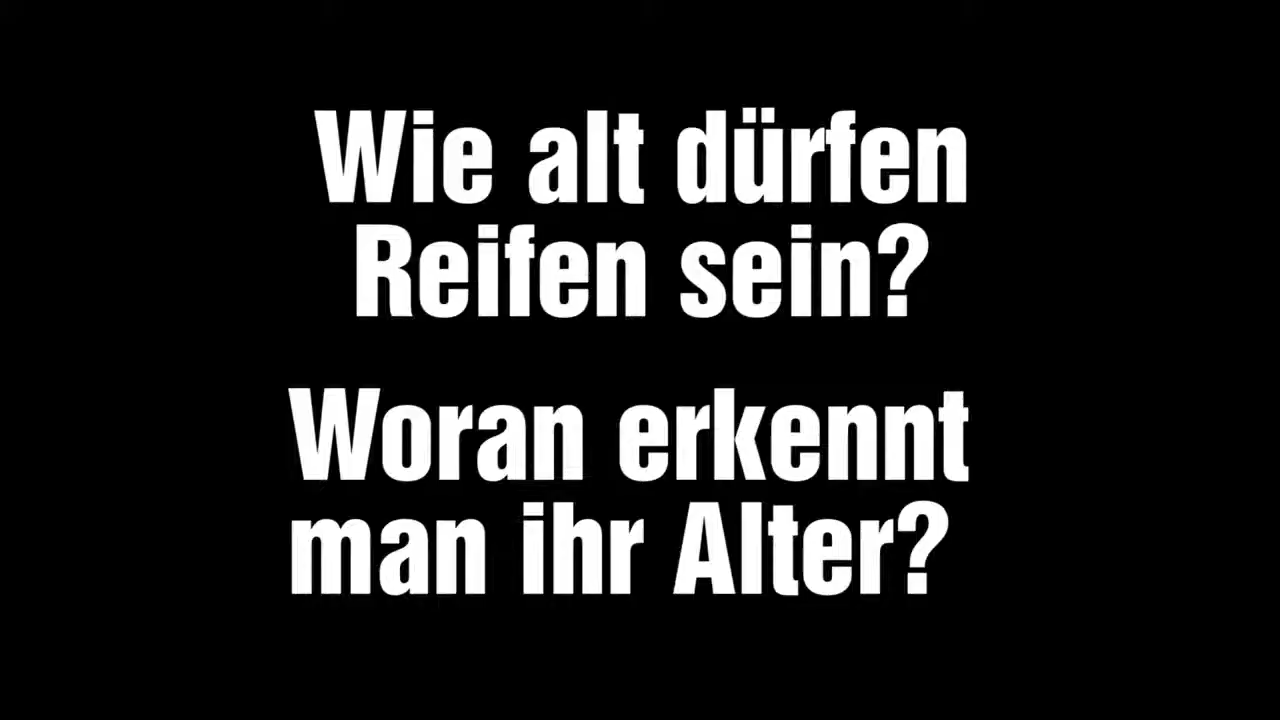 Wie alt dürfen
Reifen sein?
Woran erkennt
man ihr Alter?